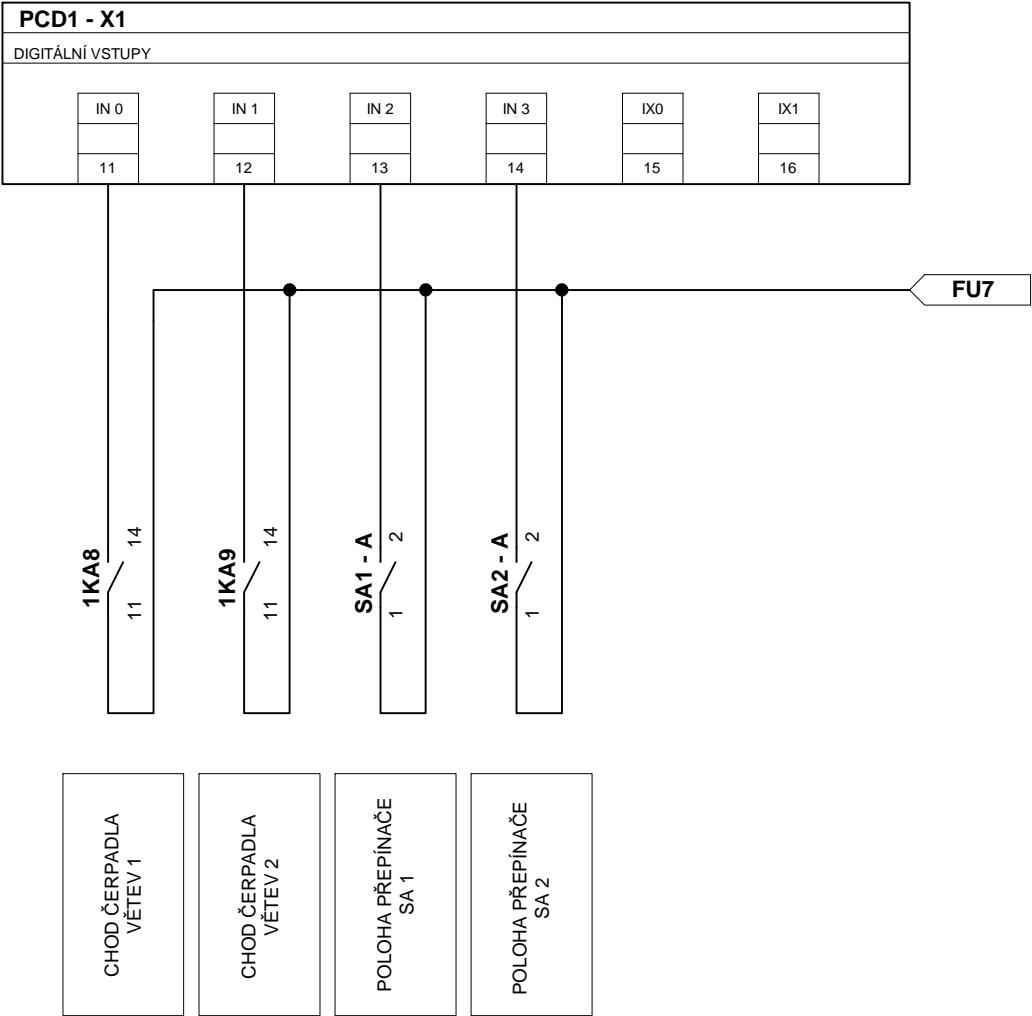 PCD1 - X1
DIGITÁLNÍ VSTUPY
IN 0
IN 1
IN 2
IN 3
IX0
IX1
11
12
13
14
15
16
FU7
1KA8
14
11
1KA9
14
11
SA1 - A
2
1
SA2 - A
2
1
CHOD ČERPADLA
VĚTEV 1
CHOD ČERPADLA
VĚTEV 2
POLOHA PŘEPÍNAČE
SA 1
POLOHA PŘEPÍNAČE
SA 2